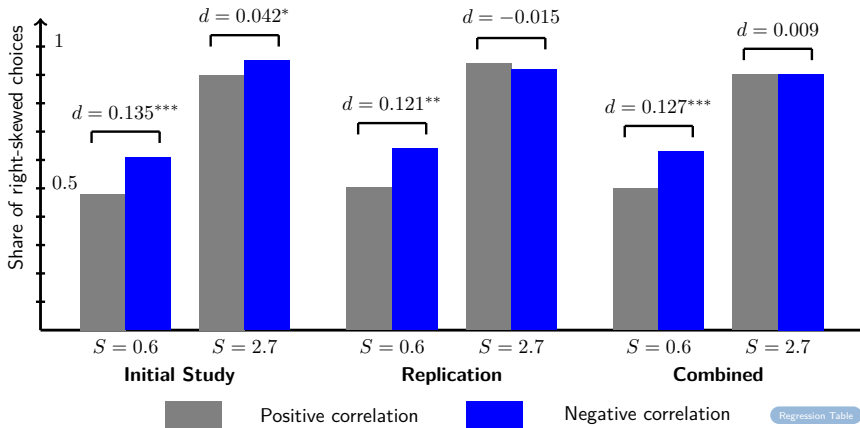 Share of right-skewed choices
1
0.5
d = 0.135***
d = 0.042*
d = 0.121**
d = −0.015
d = 0.127***
d = 0.009
S = 0.6
S = 2.7
S = 0.6
S = 2.7
S = 0.6
S = 2.7
Initial Study
Replication
Combined
Positive correlation
Negative correlation
Regression Table